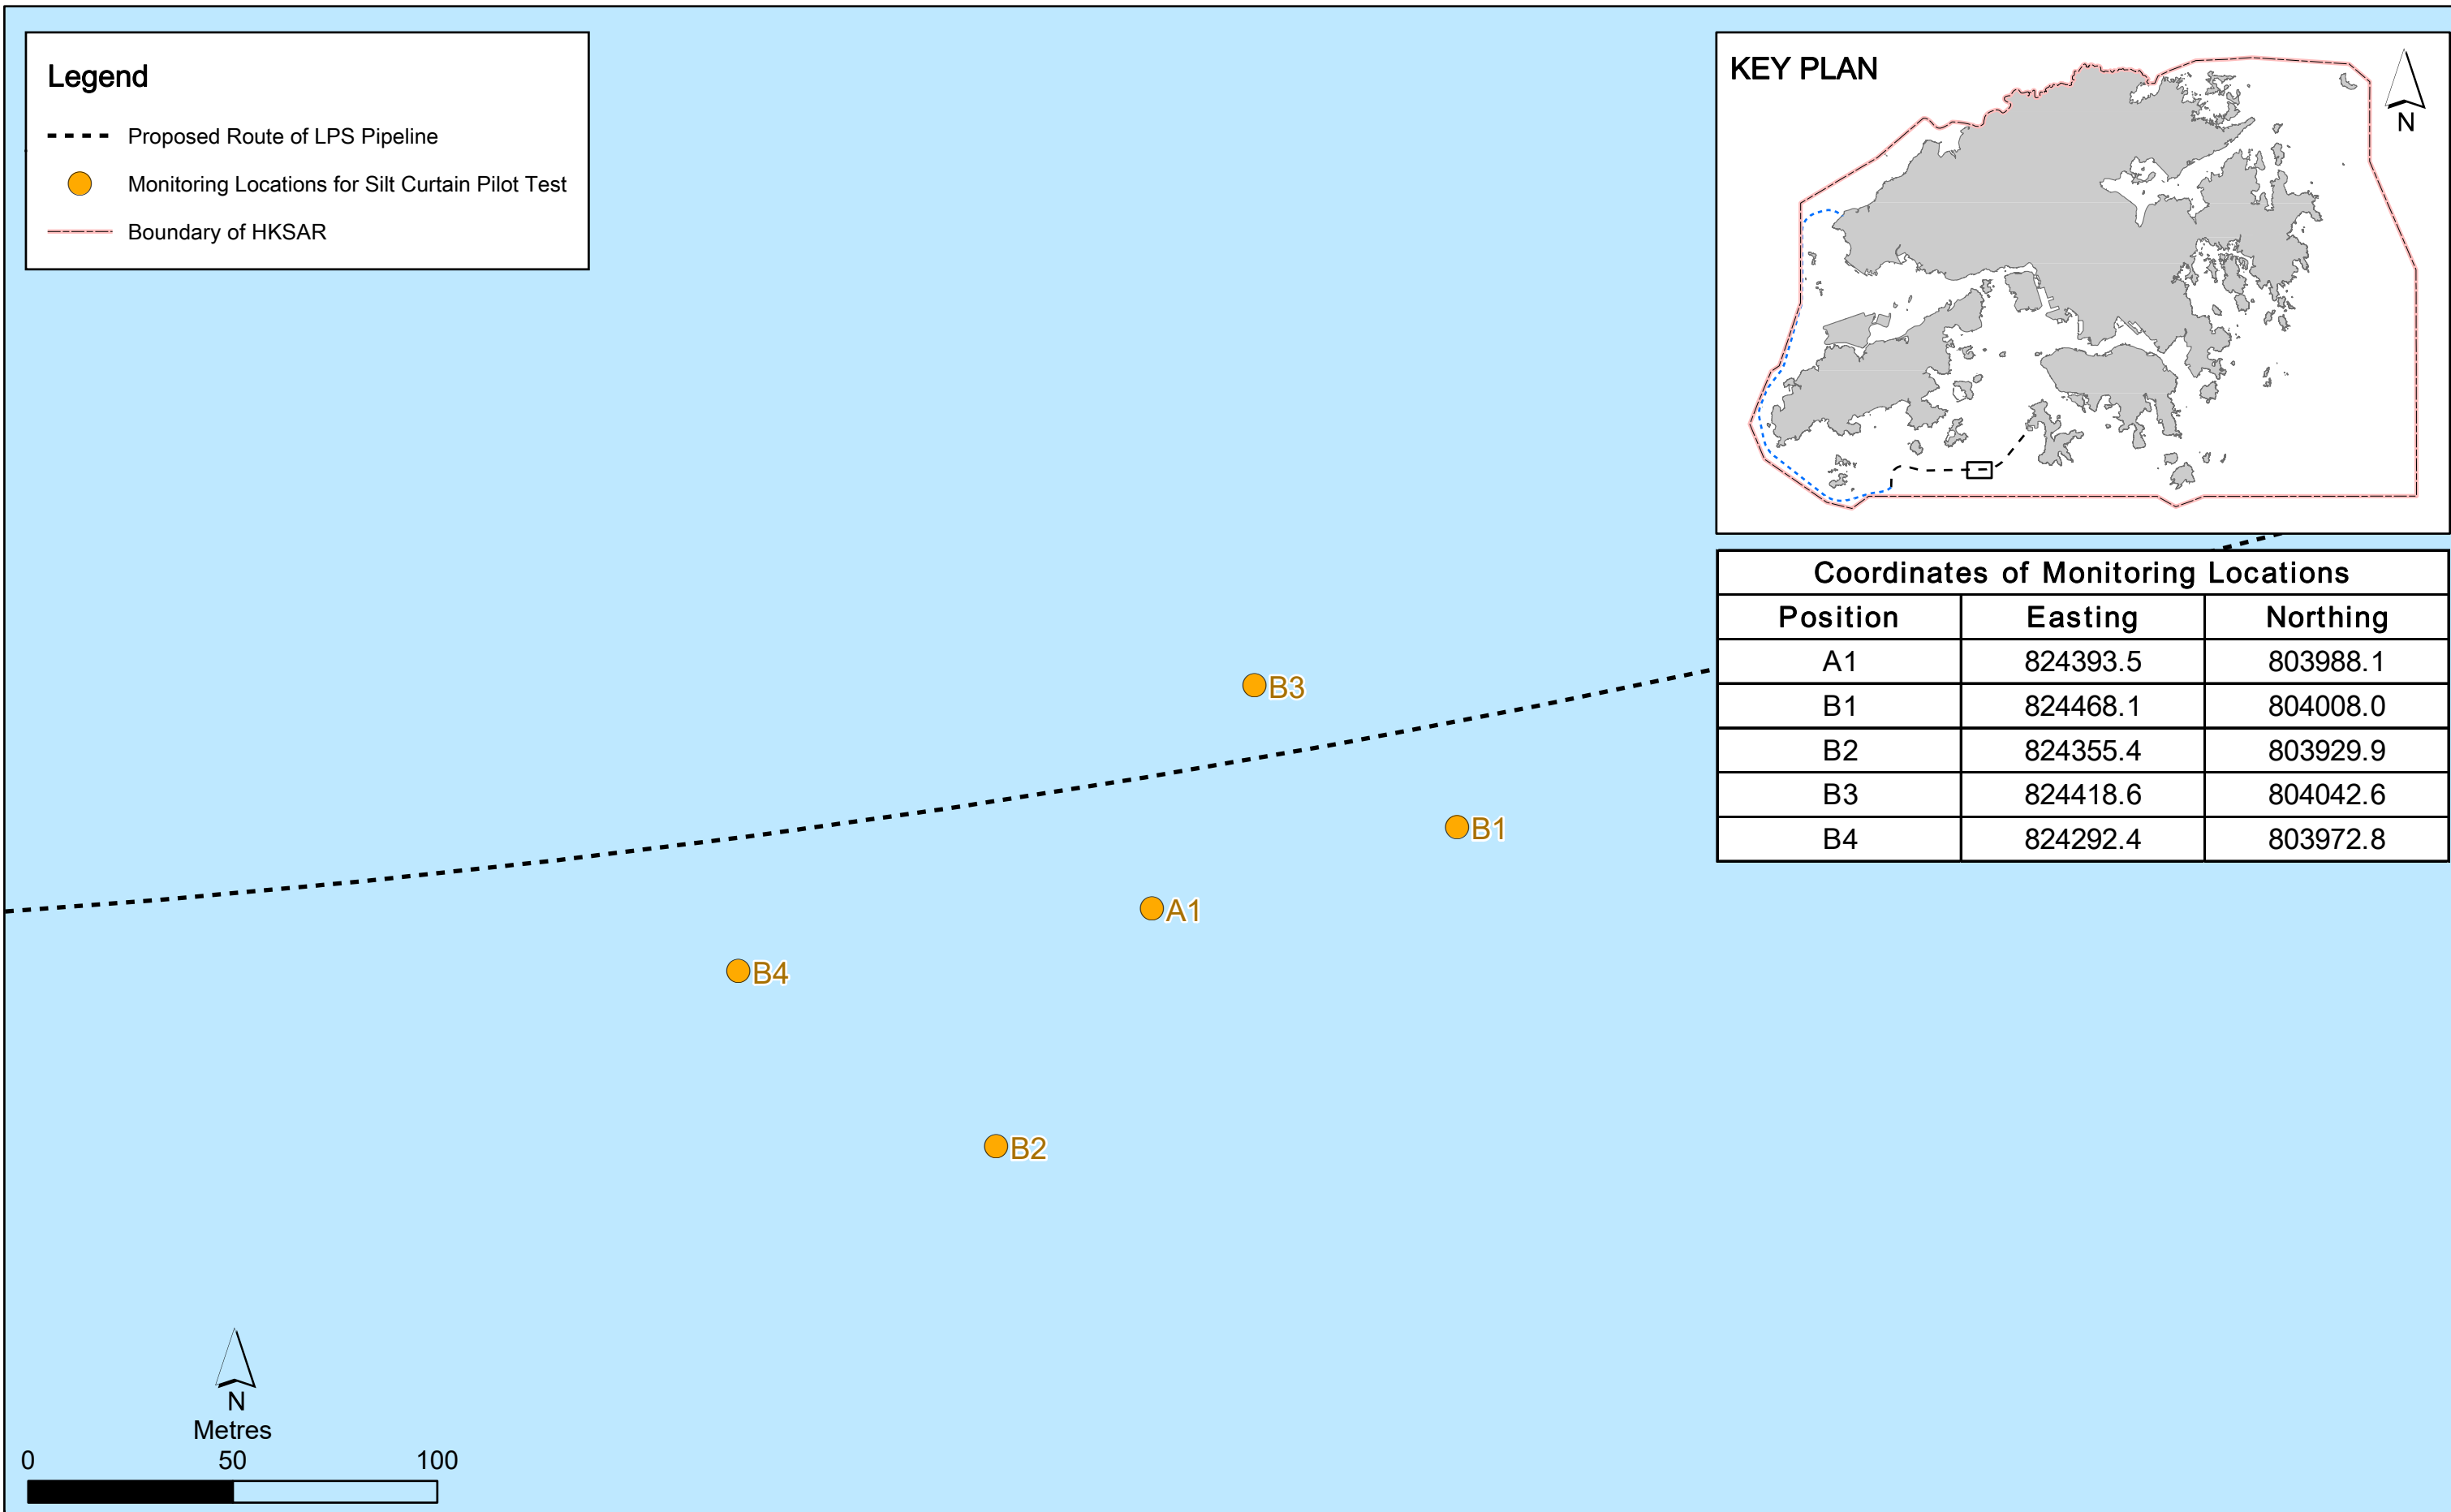 Legend
Proposed Route of LPS Pipeline
Monitoring Locations for Silt Curtain Pilot Test
Boundary of HKSAR
KEY PLAN
N
Coordinates of Monitoring Locations
Position Easting Northing
A1 824393.5 803988.1
B1 824468.1 804008.0
B2 824355.4 803929.9
B3 824418.6 804042.6
B4 824292.4 803972.8
B3
B1
A1
B4
B2
N
Metres
0 50 100